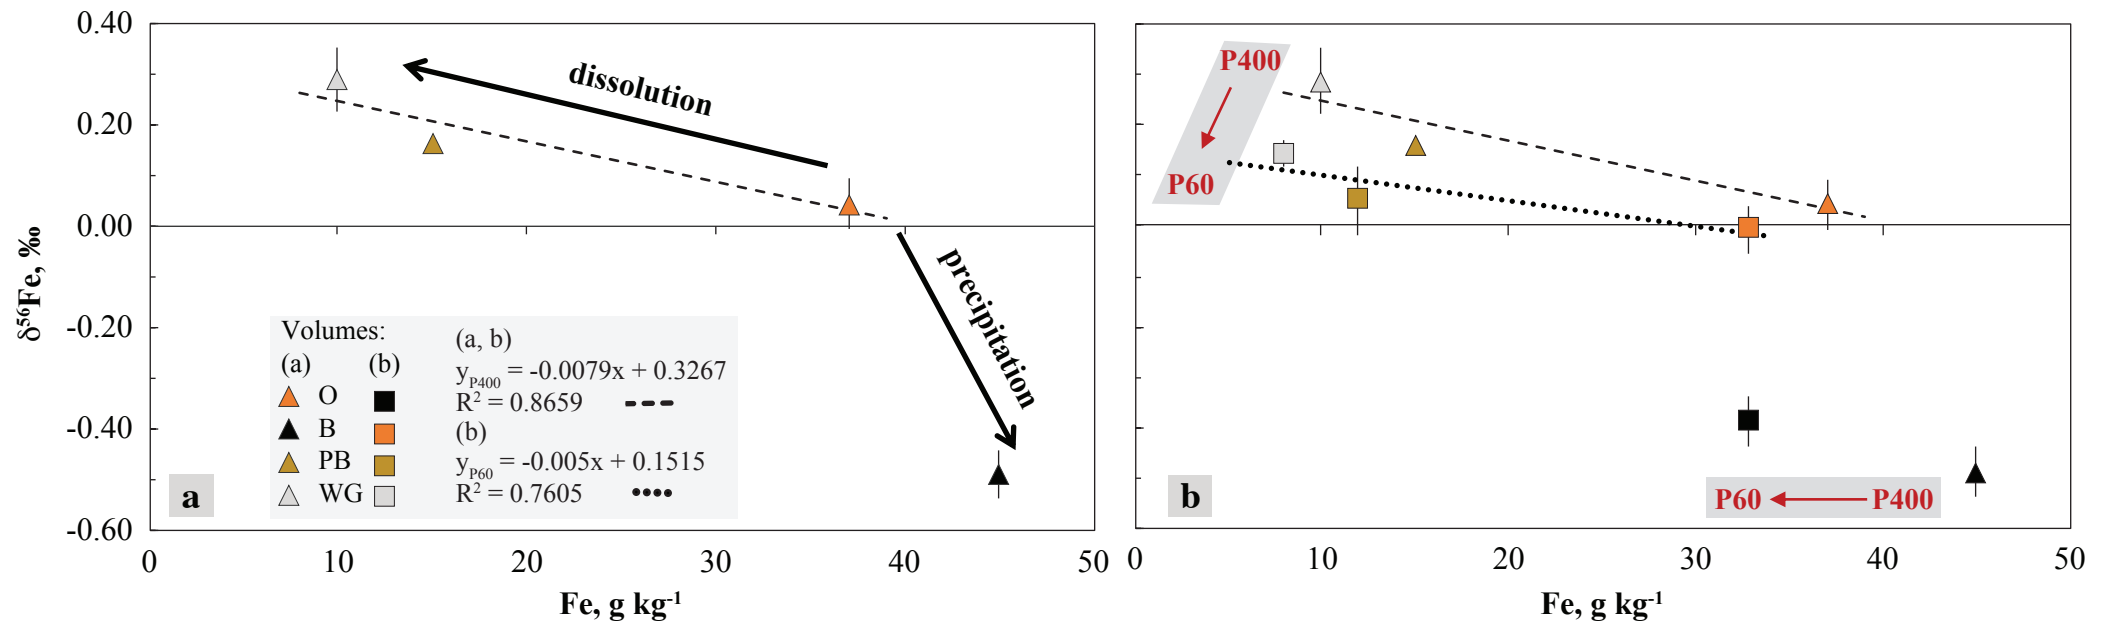 0.40
0.20
0.00
-0.20
-0.40
-0.60
δ⁵⁶Fe, ‰
dissolution
precipitation
Volumes:
(a) (b)
O
B
PB
WG
(a, b)
yP400 = -0.0079x + 0.3267
R² = 0.8659
(b)
yP60 = -0.005x + 0.1515
R² = 0.7605
a
0 10 20 30 40 50
Fe, g kg⁻¹
P400
P60
P60 P400
b
0 10 20 30 40 50
Fe, g kg⁻¹